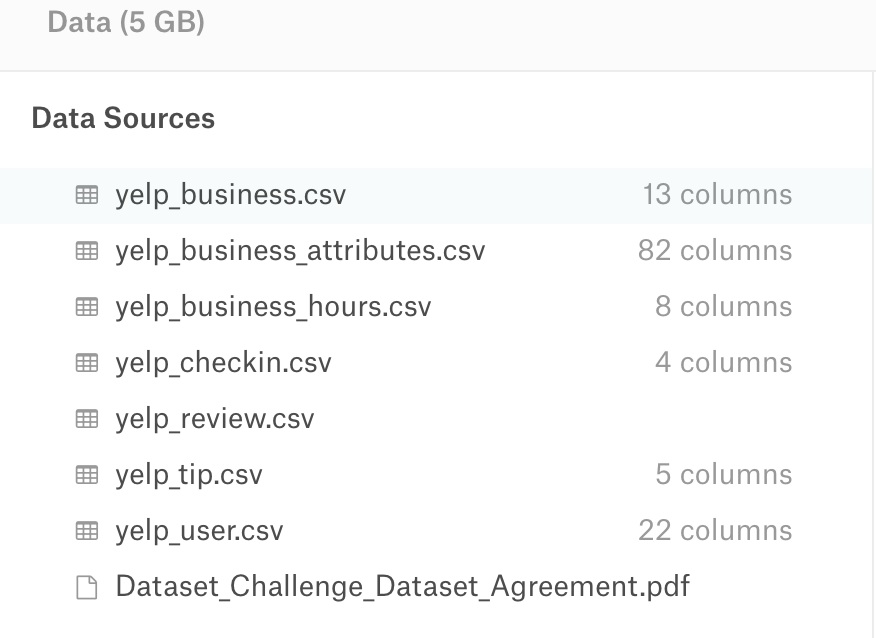 Data (5 GB)
Data Sources
yelp_business.csv 13 columns
yelp_business_attributes.csv 82 columns
yelp_business_hours.csv 8 columns
yelp_checkin.csv 4 columns
yelp_review.csv
yelp_tip.csv 5 columns
yelp_user.csv 22 columns
Dataset_Challenge_Dataset_Agreement.pdf